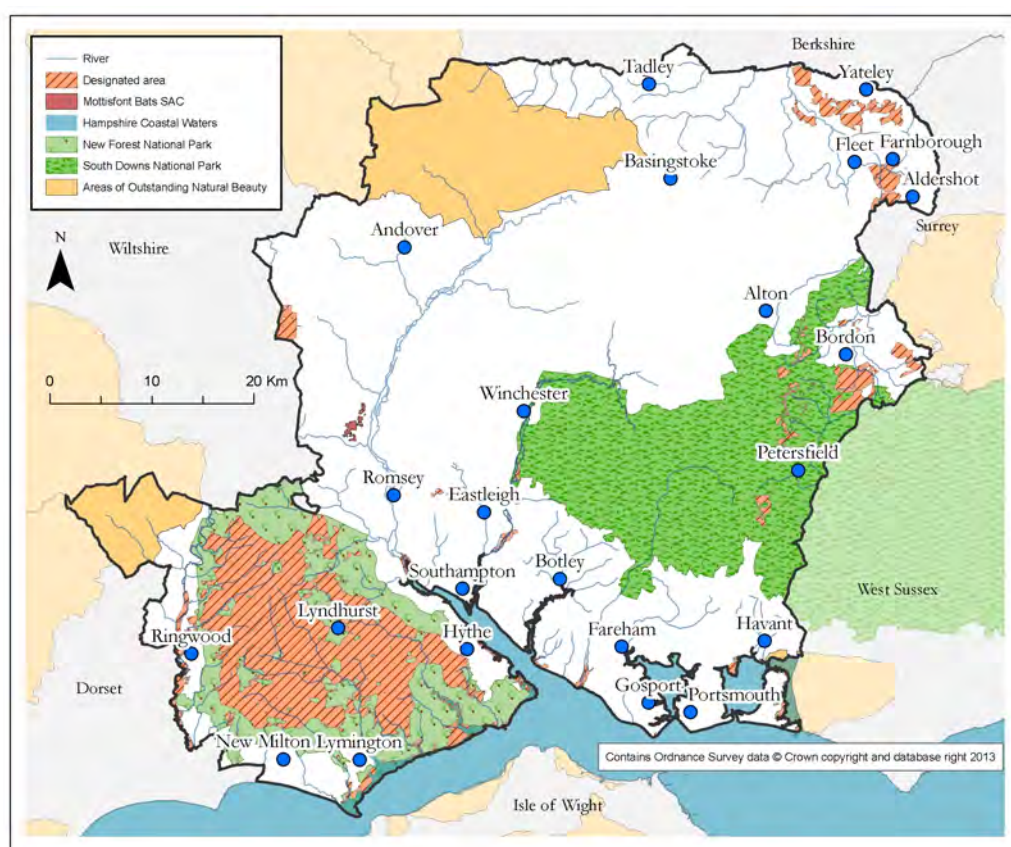 River
Designated area
Mottisfont Bats SAC
Hampshire Coastal Waters
New Forest National Park
South Downs National Park
Areas of Outstanding Natural Beauty
Berkshire
Tadley
Yateley
Fleet
Farnborough
Basingstoke
Aldershot
Andover
Surrey
Wiltshire
N
Alton
Bordon
0
10
20 Km
Winchester
Petersfield
Romsey
Eastleigh
Botley
Southampton
West Sussex
Lyndhurst
Hythe
Ringwood
Fareham
Havant
Dorset
Gosport
Portsmouth
New Milton
Lymington
Contains Ordnance Survey data © Crown copyright and database right 2013
Isle of Wight